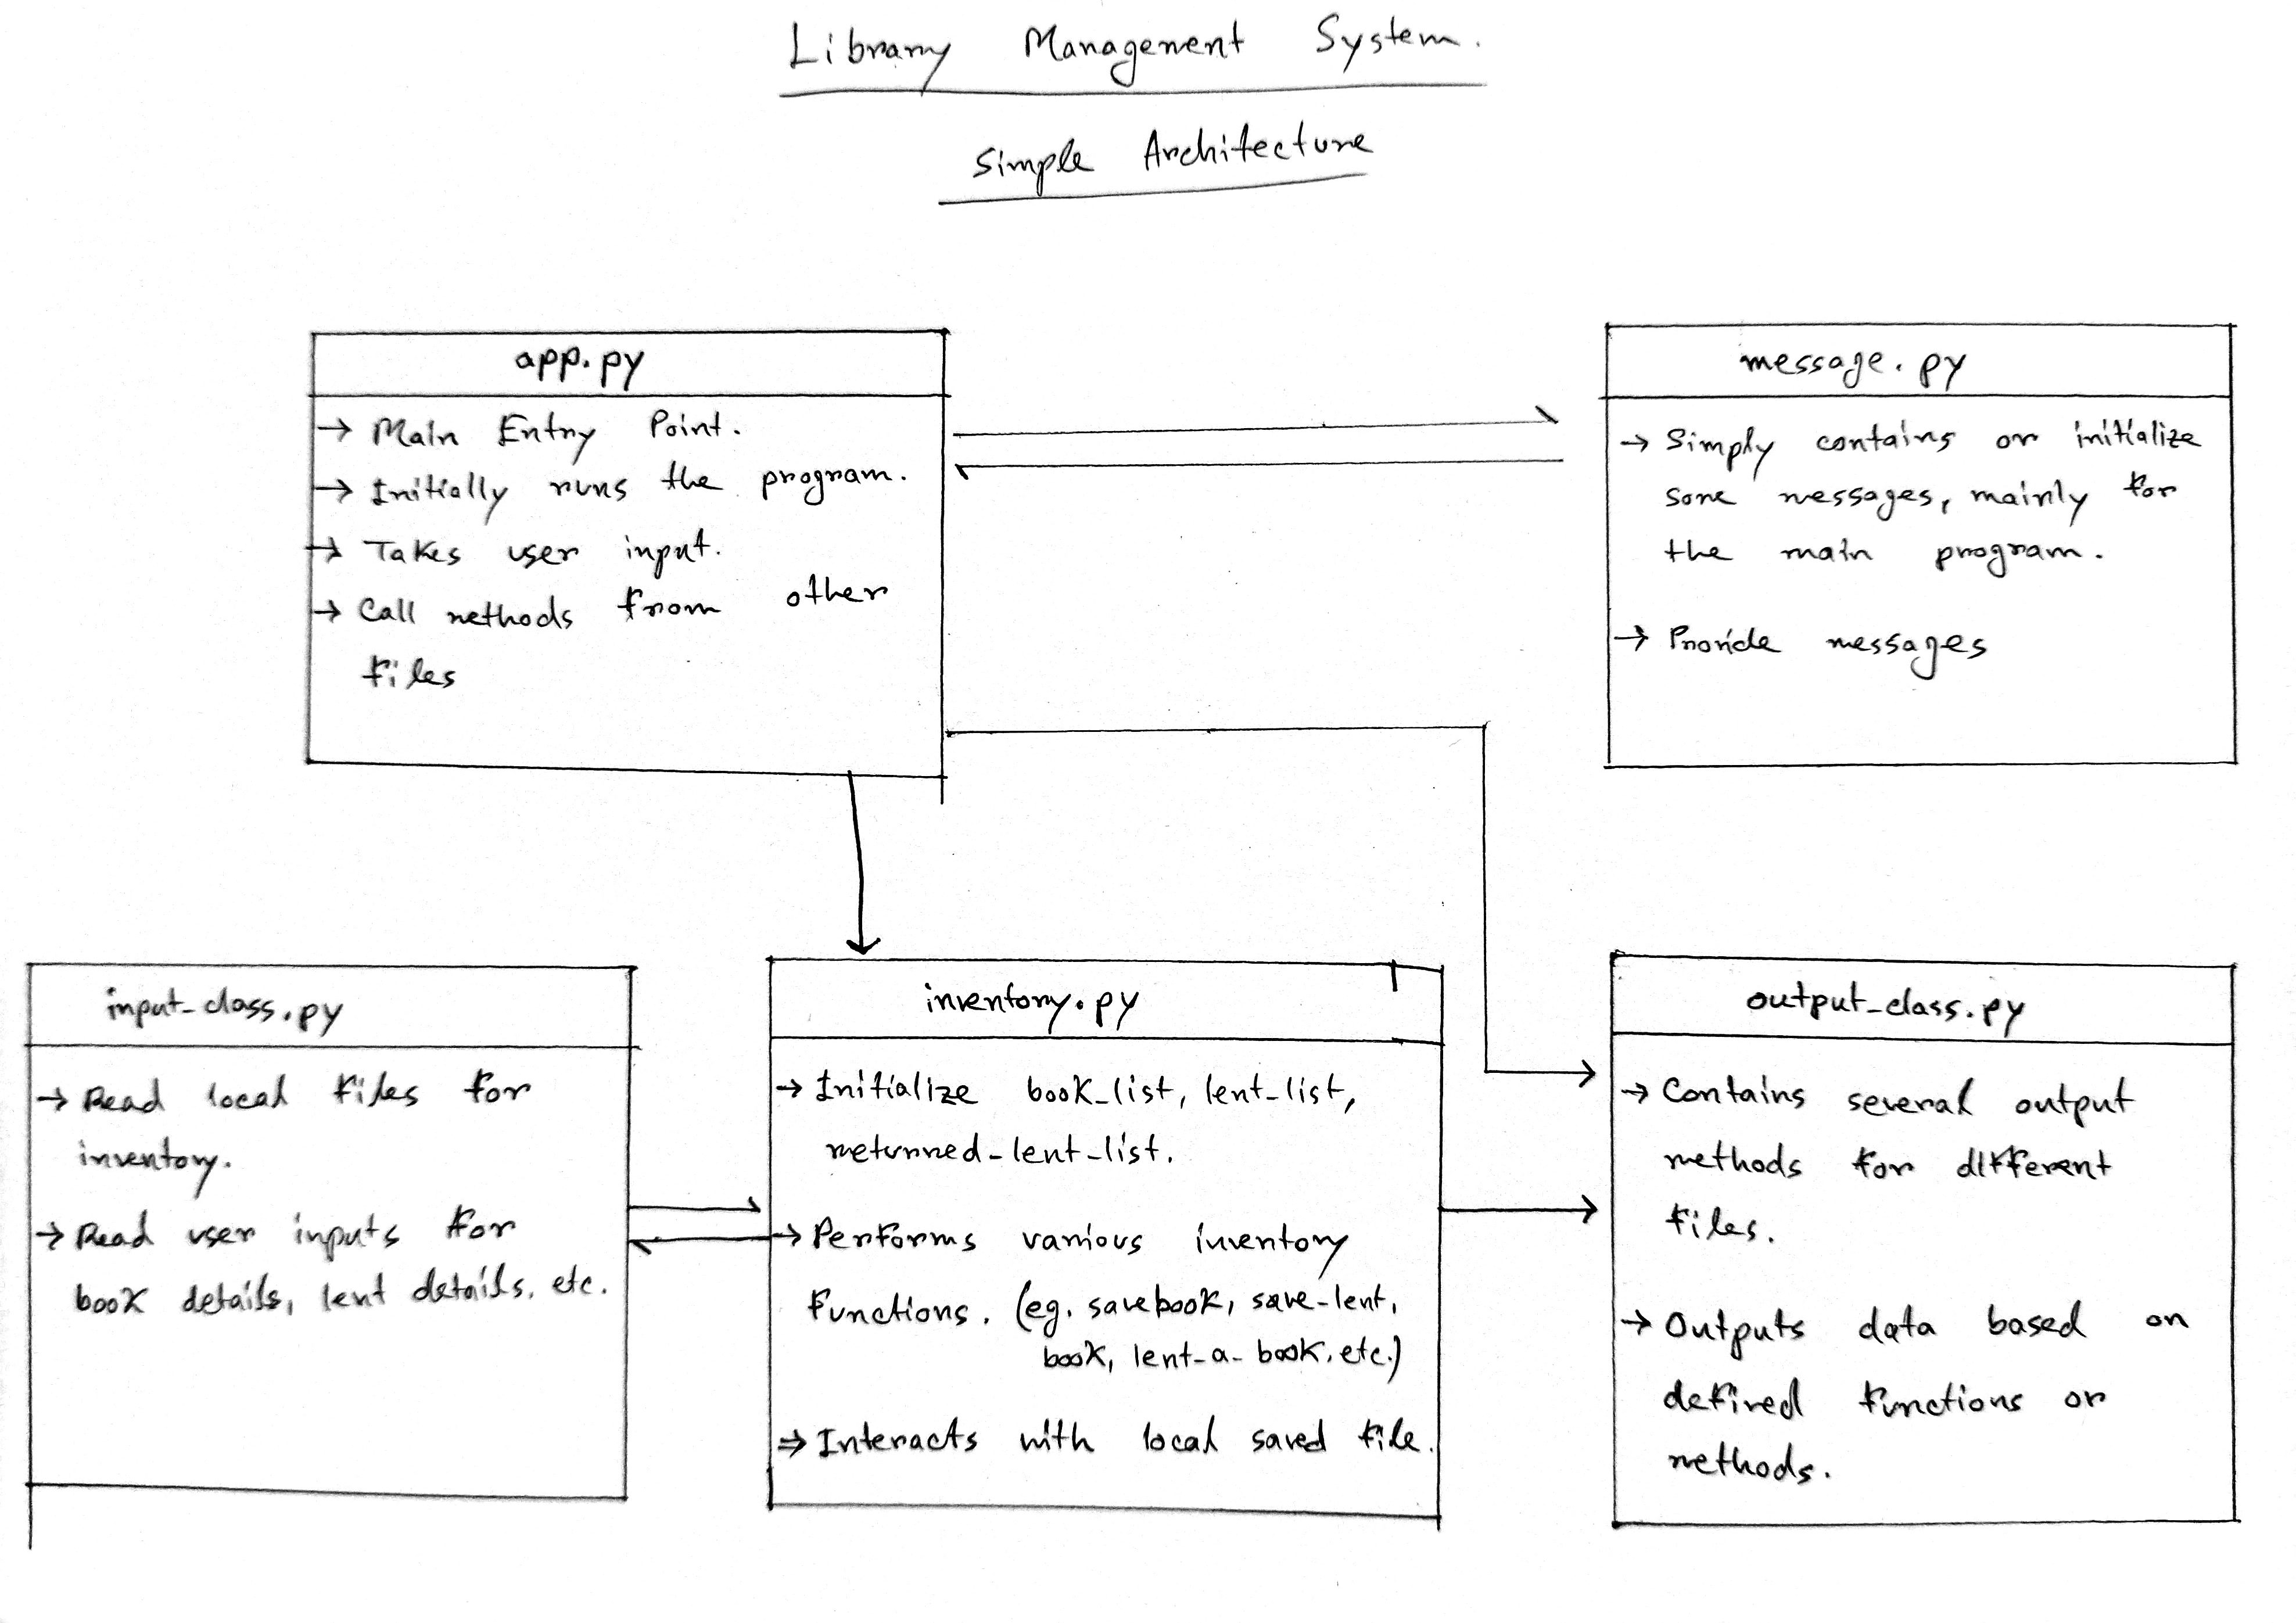 Library Management System.
Simple Architecture
app.py
→ Main Entry Point.
→ Initially runs the program.
→ Takes user input.
→ Call methods from other
files
message.py
→ Simply contains or initialize
some messages, mainly for
the main program.
→ Provide messages
input_class.py
→ Read local files for
inventory.
→ Read user inputs for
book details, lent details, etc.
inventory.py
→ Initialize book_list, lent_list,
returned_lent_list.
→ Performs various inventory
functions. (eg. savebook, save_lent,
book, lent_a_book, etc.)
→ Interacts with local saved file.
output_class.py
→ Contains several output
methods for different
files.
→ Outputs data based on
defined functions or
methods.